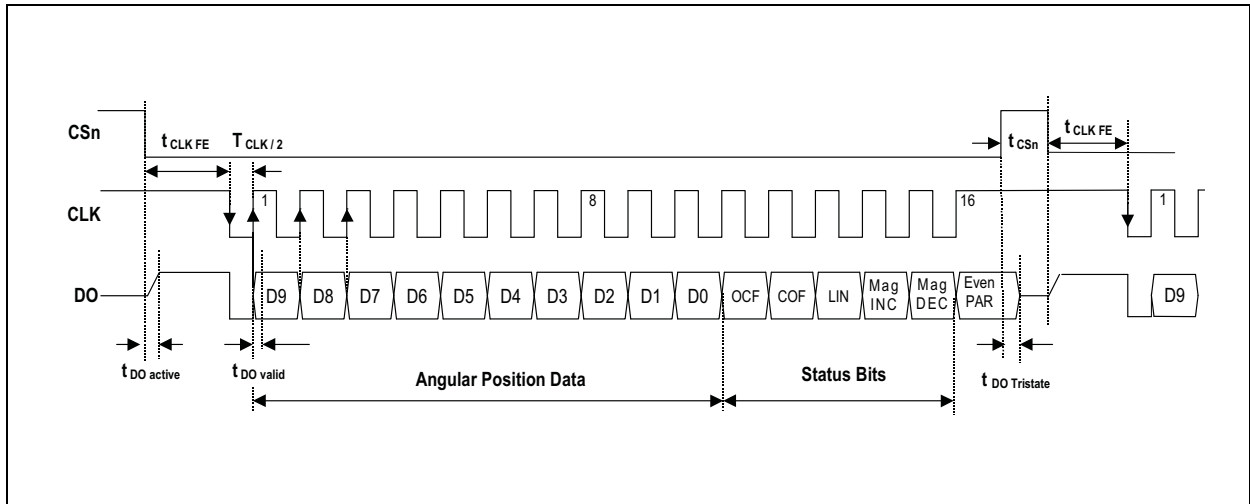 CSn
t CLK FE
T CLK / 2
t CSn
t CLK FE
CLK
1
8
16
1
DO
D9
D8
D7
D6
D5
D4
D3
D2
D1
D0
OCF
COF
LIN
Mag
INC
Mag
DEC
Even
PAR
D9
t DO active
t DO valid
Angular Position Data
Status Bits
t DO Tristate